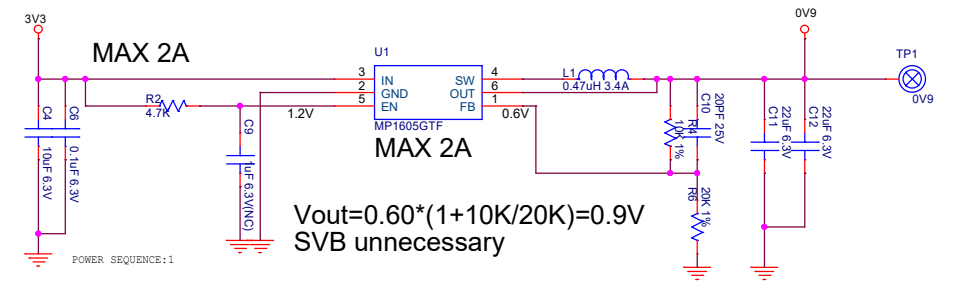 3V3
0V9
MAX 2A
U1
TP1
0V9
3
IN
2
GND
5
EN
SW
4
OUT
6
FB
1
MP1605GTF
MAX 2A
1.2V
0.6V
L1
0.47uH 3.4A
R2
4.7K
C4
10uF 6.3V
C6
0.1uF 6.3V
C9
1uF 6.3V(NC)
20PF 25V
C10
R4
10K 1%
20K 1%
R6
22uF 6.3V
C11
22uF 6.3V
C12
Vout=0.60*(1+10K/20K)=0.9V
SVB unnecessary
POWER SEQUENCE:1